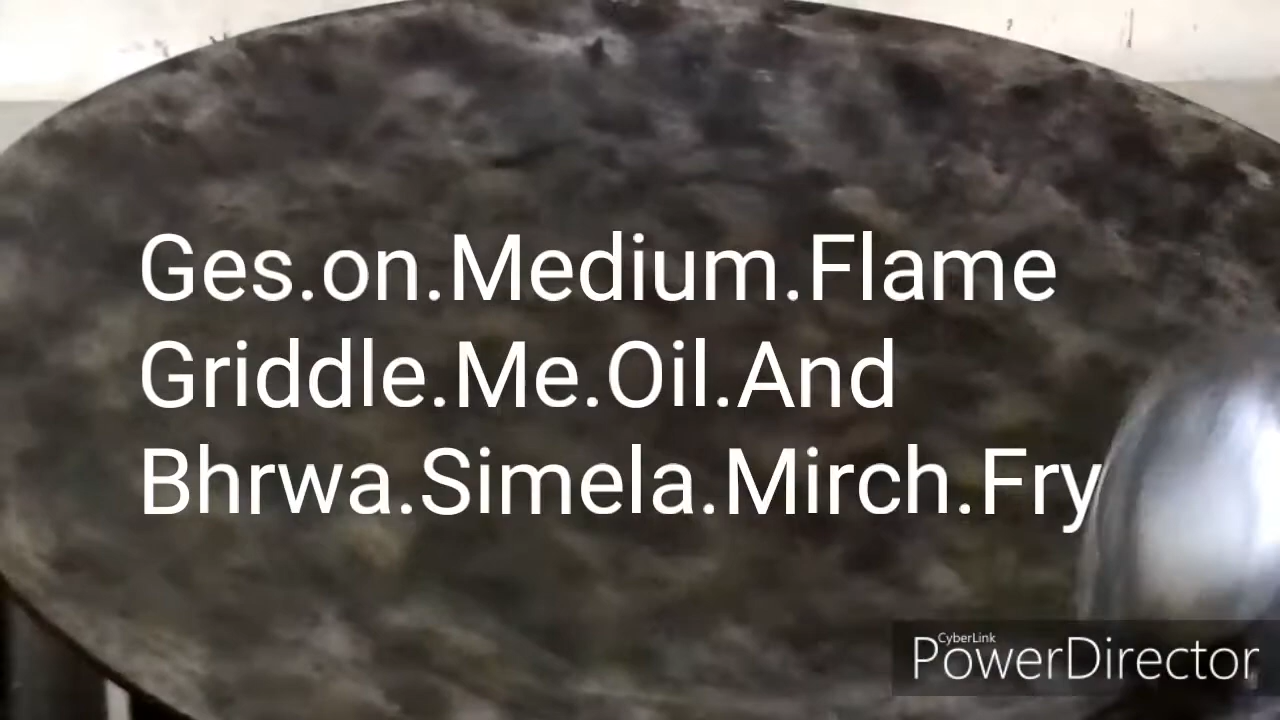 Ges.on.Medium.Flame
Griddle.Me.Oil.And
Bhrwa.Simela.Mirch.Fry
CyberLink
PowerDirector